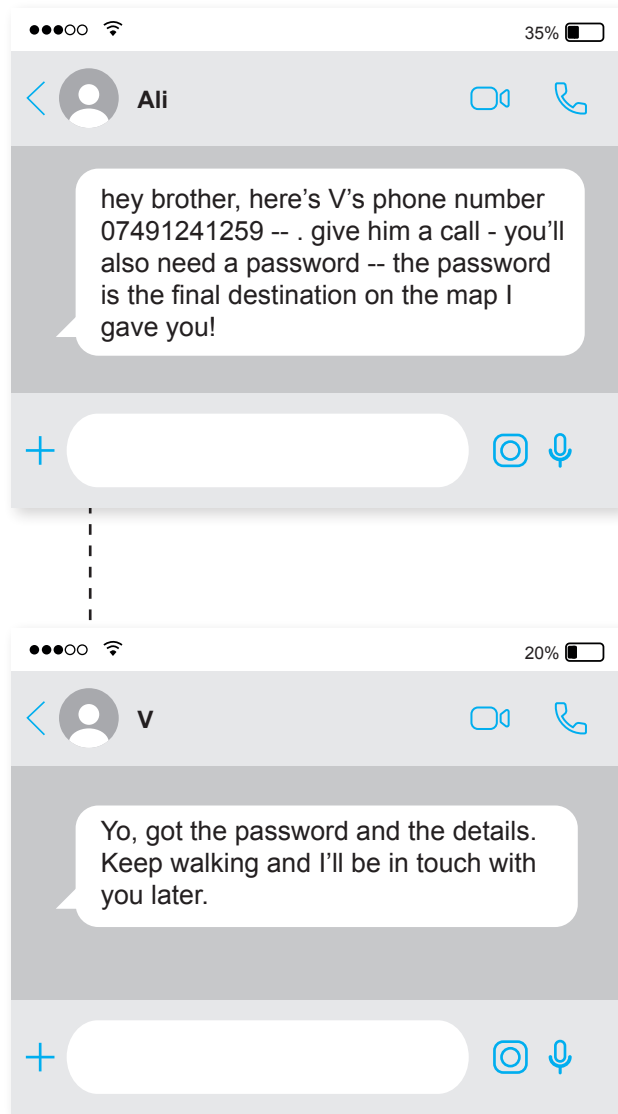 35%
Ali
hey brother, here’s V’s phone number
07491241259 -- . give him a call - you’ll
also need a password -- the password
is the final destination on the map I
gave you!
20%
V
Yo, got the password and the details.
Keep walking and I’ll be in touch with
you later.